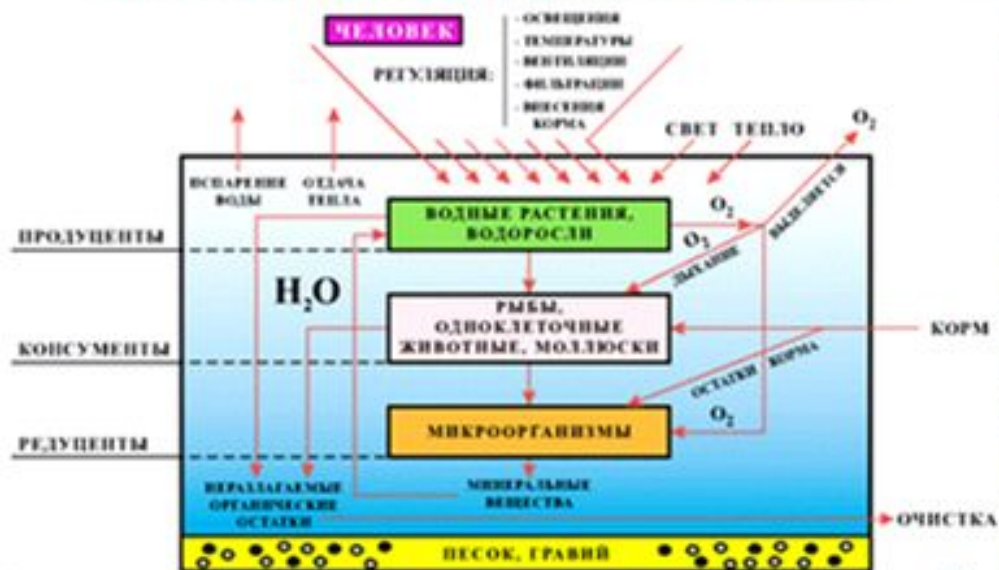 ЧЕЛОВЕК
РЕГУЛЯЦИЯ:
- ОСВЕЩЕНИЯ
- ТЕМПЕРАТУРЫ
- ВЕНТИЛЯЦИИ
- ФИЛЬТРАЦИИ
- ВНЕСЕНИЯ
КОРМА
СВЕТ ТЕПЛО
O₂
ИСПАРЕНИЕ
ВОДЫ
ОТДАЧА
ТЕПЛА
ВОДНЫЕ РАСТЕНИЯ,
ВОДОРОСЛИ
O₂
ВЫДЕЛЯЕТСЯ
O₂
ДЫХАНИЕ
ПРОДУЦЕНТЫ
H₂O
РЫБЫ,
ОДНОКЛЕТОЧНЫЕ
ЖИВОТНЫЕ, МОЛЛЮСКИ
КОРМ
КОНСУМЕНТЫ
ОСТАТКИ КОРМА
МИКРООРГАНИЗМЫ
O₂
РЕДУЦЕНТЫ
НЕРАЗЛАГАЕМЫЕ
ОРГАНИЧЕСКИЕ
ОСТАТКИ
МИНЕРАЛЬНЫЕ
ВЕЩЕСТВА
ОЧИСТКА
ПЕСОК, ГРАВИЙ